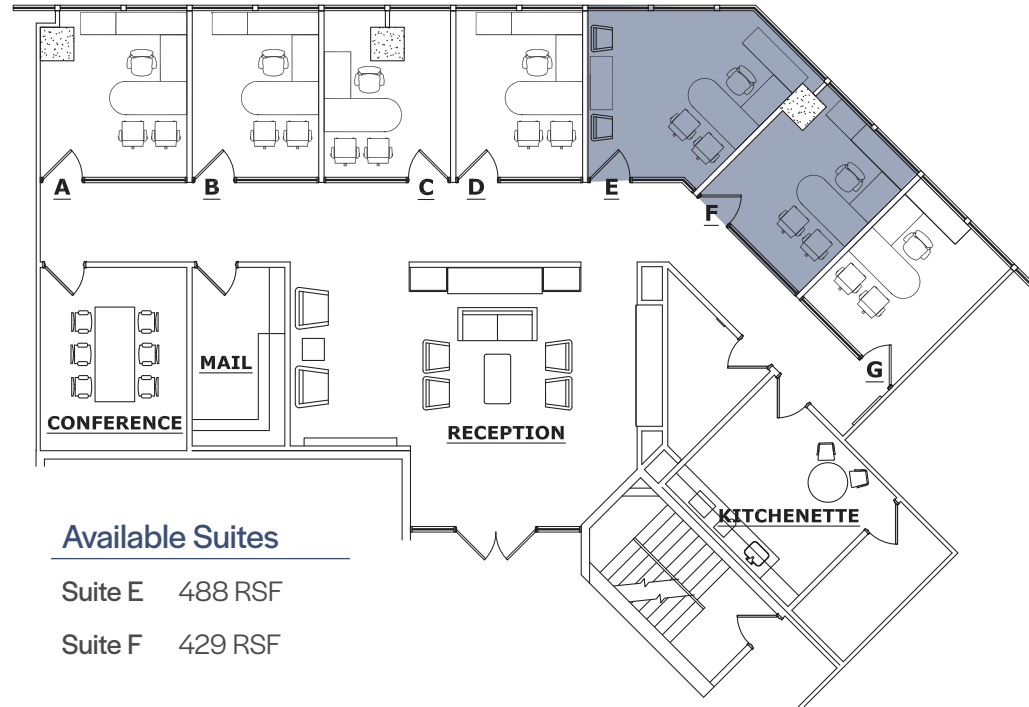 A
B
C
D
E
F
G
MAIL
CONFERENCE
RECEPTION
KITCHENETTE
Available Suites
Suite E 488 RSF
Suite F 429 RSF